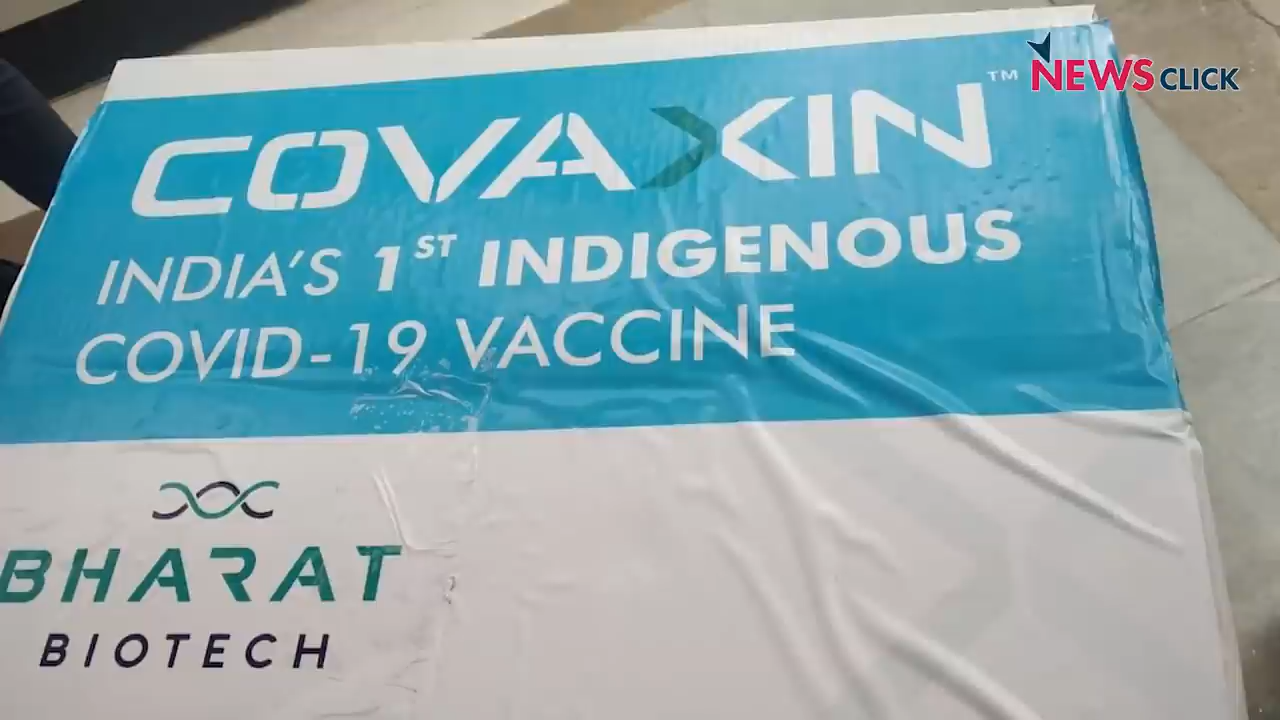 NEWSCLICK
COVAXIN™
INDIA'S 1ST INDIGENOUS
COVID-19 VACCINE
BHARAT
BIOTECH